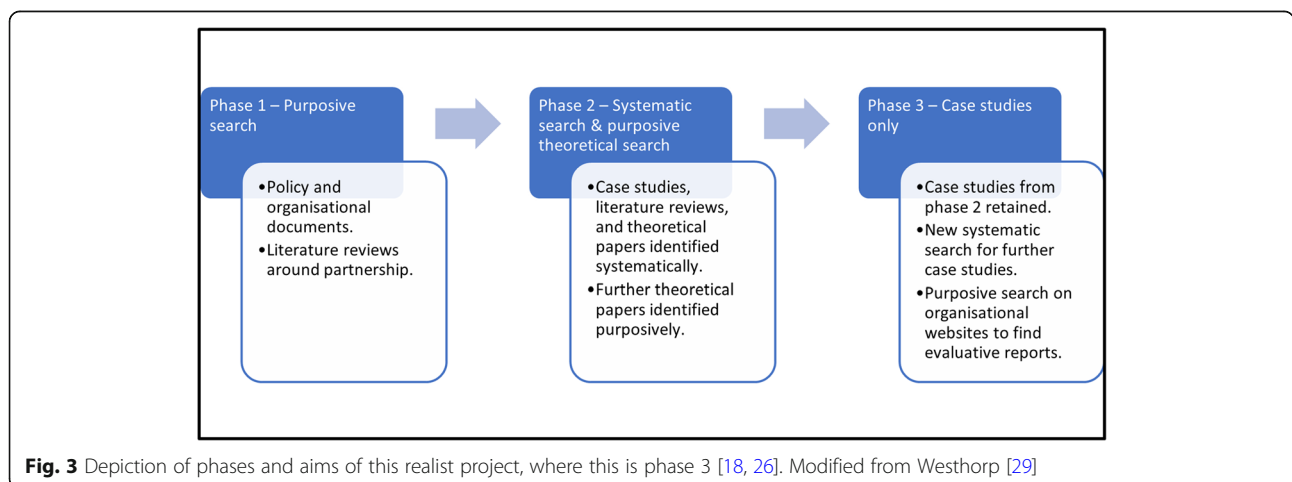 Phase 1 – Purposive
search
•Policy and
organisational
documents.
•Literature reviews
around partnership.
Phase 2 – Systematic
search & purposive
theoretical search
•Case studies,
literature reviews,
and theoretical
papers identified
systematically.
•Further theoretical
papers identified
purposively.
Phase 3 – Case studies
only
•Case studies from
phase 2 retained.
•New systematic
search for further
case studies.
•Purposive search on
organisational
websites to find
evaluative reports.
Fig. 3 Depiction of phases and aims of this realist project, where this is phase 3 [18, 26]. Modified from Westhorp [29]